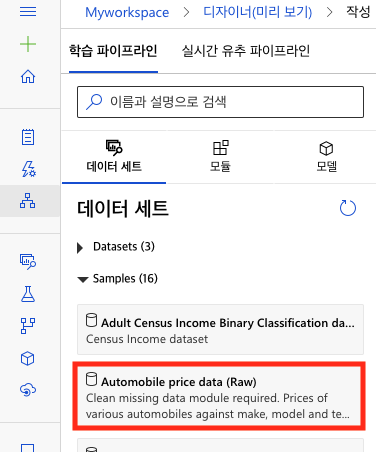 Myworkspace > 디자이너(미리 보기) > 작성
학습 파이프라인 실시간 유추 파이프라인
이름과 설명으로 검색
데이터 세트 모듈 모델
데이터 세트
Datasets (3)
Samples (16)
Adult Census Income Binary Classification da...
Census Income dataset
Automobile price data (Raw)
Clean missing data module required. Prices of
various automobiles against make, model and te...